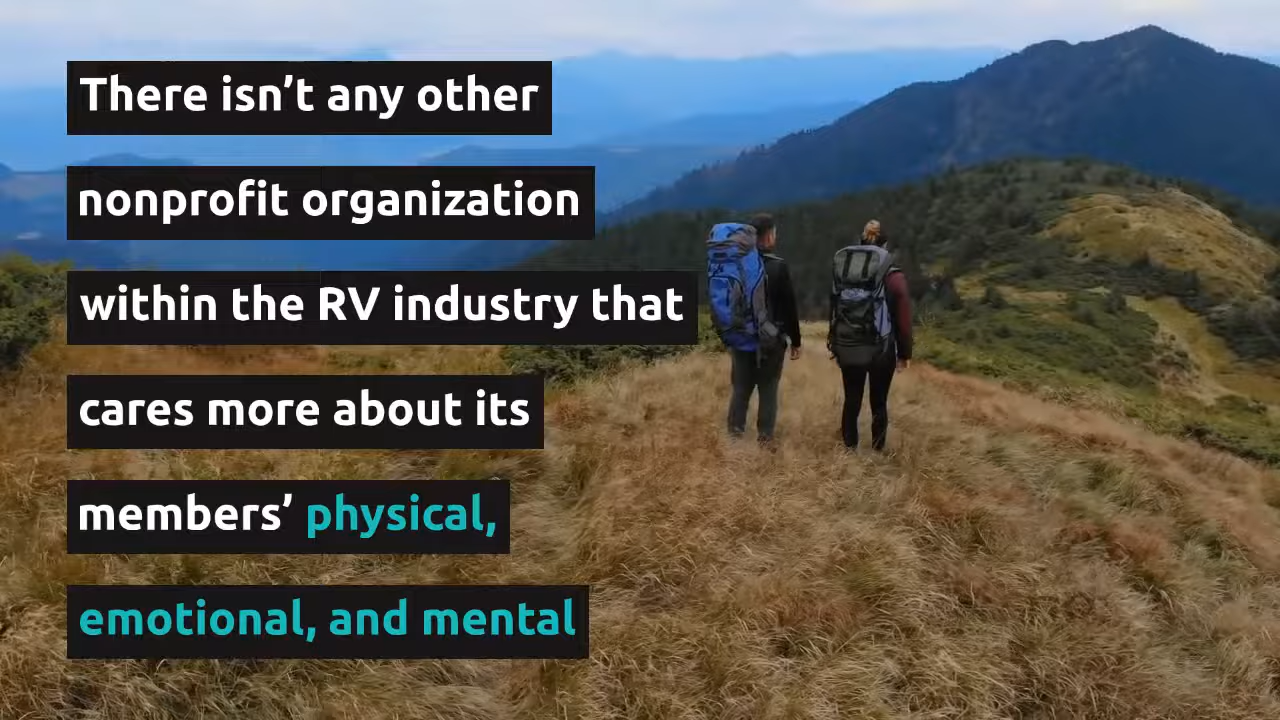 There isn’t any other
nonprofit organization
within the RV industry that
cares more about its
members’ physical,
emotional, and mental